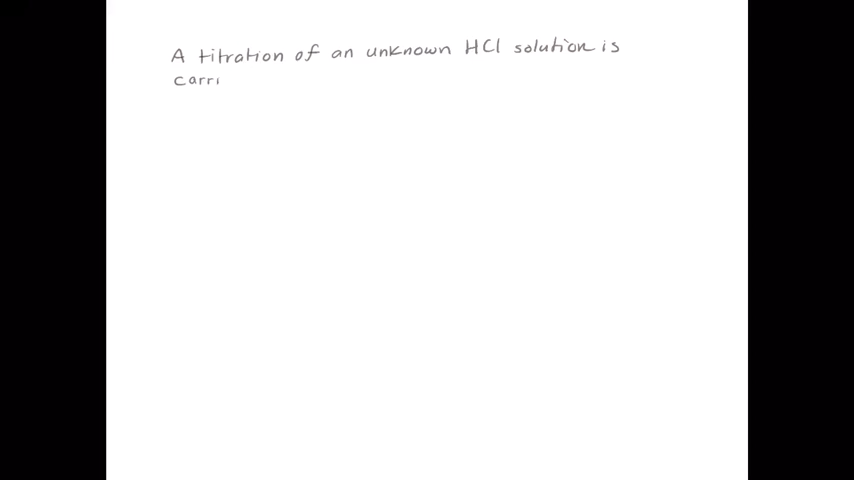 A titration of an unknown HCl solution is
carri